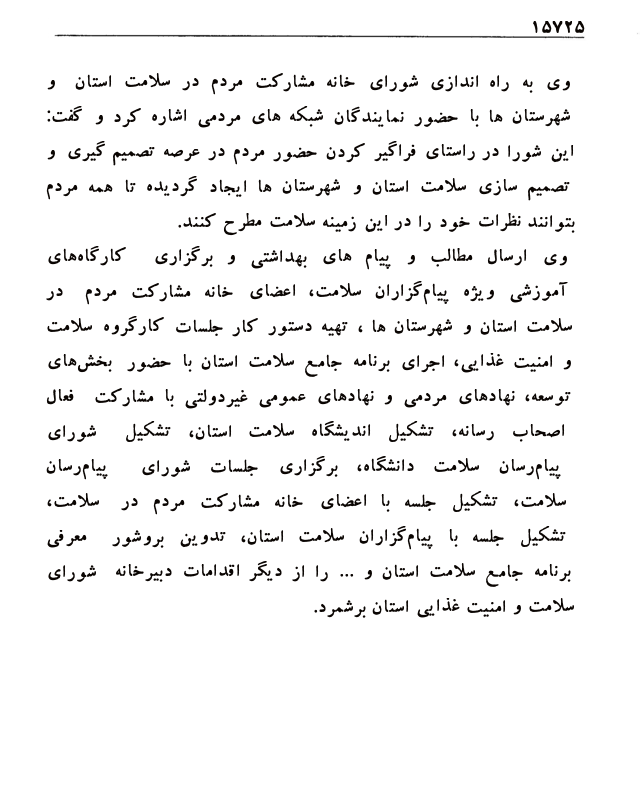 ۱۵۷۲۵
وی به راه اندازی شورای خانه مشارکت مردم در سلامت استان و
شهرستان ها با حضور نمایندگان شبکه های مردمی اشاره کرد و گفت:
این شورا در راستای فراگیر کردن حضور مردم در عرصه تصمیم گیری و
تصمیم سازی سلامت استان و شهرستان ها ایجاد گردیده تا همه مردم
بتوانند نظرات خود را در این زمینه سلامت مطرح کنند.
وی ارسال مطالب و پیام های بهداشتی و برگزاری کارگاه‌های
آموزشی ویژه پیام‌گزاران سلامت، اعضای خانه مشارکت مردم در
سلامت استان و شهرستان ها ، تهیه دستور کار جلسات کارگروه سلامت
و امنیت غذایی، اجرای برنامه جامع سلامت استان با حضور بخش‌های
توسعه، نهادهای مردمی و نهادهای عمومی غیردولتی با مشارکت فعال
اصحاب رسانه، تشکیل اندیشگاه سلامت استان، تشکیل شورای
پیام‌رسان سلامت دانشگاه، برگزاری جلسات شورای پیام‌رسان
سلامت، تشکیل جلسه با اعضای خانه مشارکت مردم در سلامت،
تشکیل جلسه با پیام‌گزاران سلامت استان، تدوین بروشور معرفی
برنامه جامع سلامت استان و ... را از دیگر اقدامات دبیرخانه شورای
سلامت و امنیت غذایی استان برشمرد.